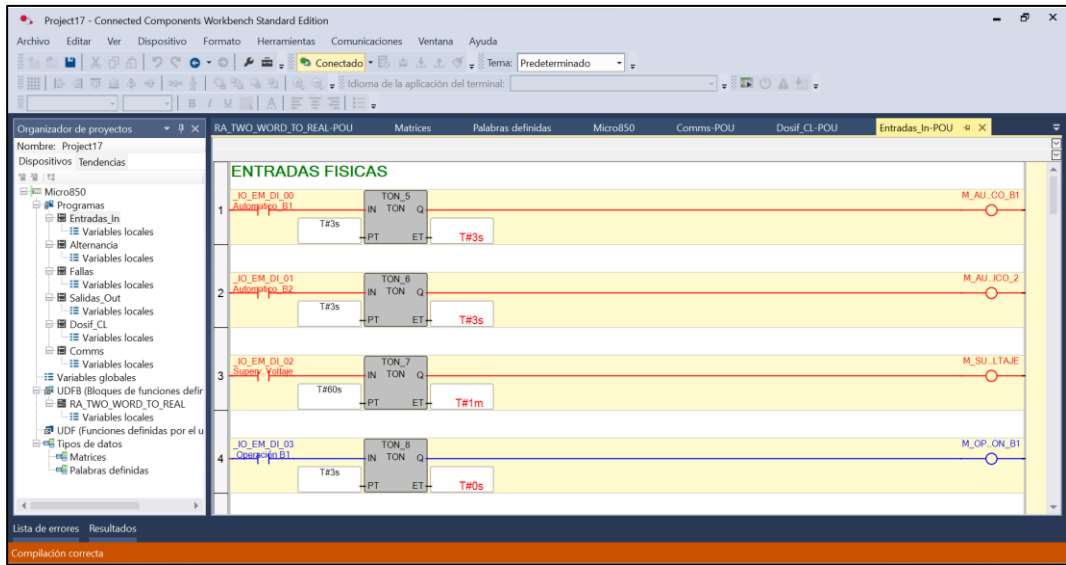 Project17 - Connected Components Workbench Standard Edition
Archivo Editar Ver Dispositivo Formato Herramientas Comunicaciones Ventana Ayuda
Conectado Tema: Predeterminado
Idioma de la aplicación del terminal:
B I U A
Organizador de proyectos
Nombre: Project17
Dispositivos Tendencias
Micro850
Programas
Entradas_In
Variables locales
Alternancia
Variables locales
Fallas
Variables locales
Salidas_Out
Variables locales
Dosif_CL
Variables locales
Comms
Variables locales
Variables globales
UDFB (Bloques de funciones defir
RA_TWO_WORD_TO_REAL
Variables locales
UDF (Funciones definidas por el u
Tipos de datos
Matrices
Palabras definidas
RA_TWO_WORD_TO_REAL-POU Matrices Palabras definidas Micro850 Comms-POU Dosif_CL-POU Entradas_In-POU
ENTRADAS FISICAS
_IO_EM_DI_00 TON_5 M_AU..CO_B1
1 Automatico_B1 IN TON Q
T#3s
PT ET T#3s
_IO_EM_DI_01 TON_6 M_AU..ICO_2
2 Automatico_B2 IN TON Q
T#3s
PT ET T#3s
_IO_EM_DI_02 TON_7 M_SU..LTAJE
3 Superv_Voltaje IN TON Q
T#60s
PT ET T#1m
_IO_EM_DI_03 TON_8 M_OP..ON_B1
4 Operación B1 IN TON Q
T#3s
PT ET T#0s
Lista de errores Resultados
Compilación correcta